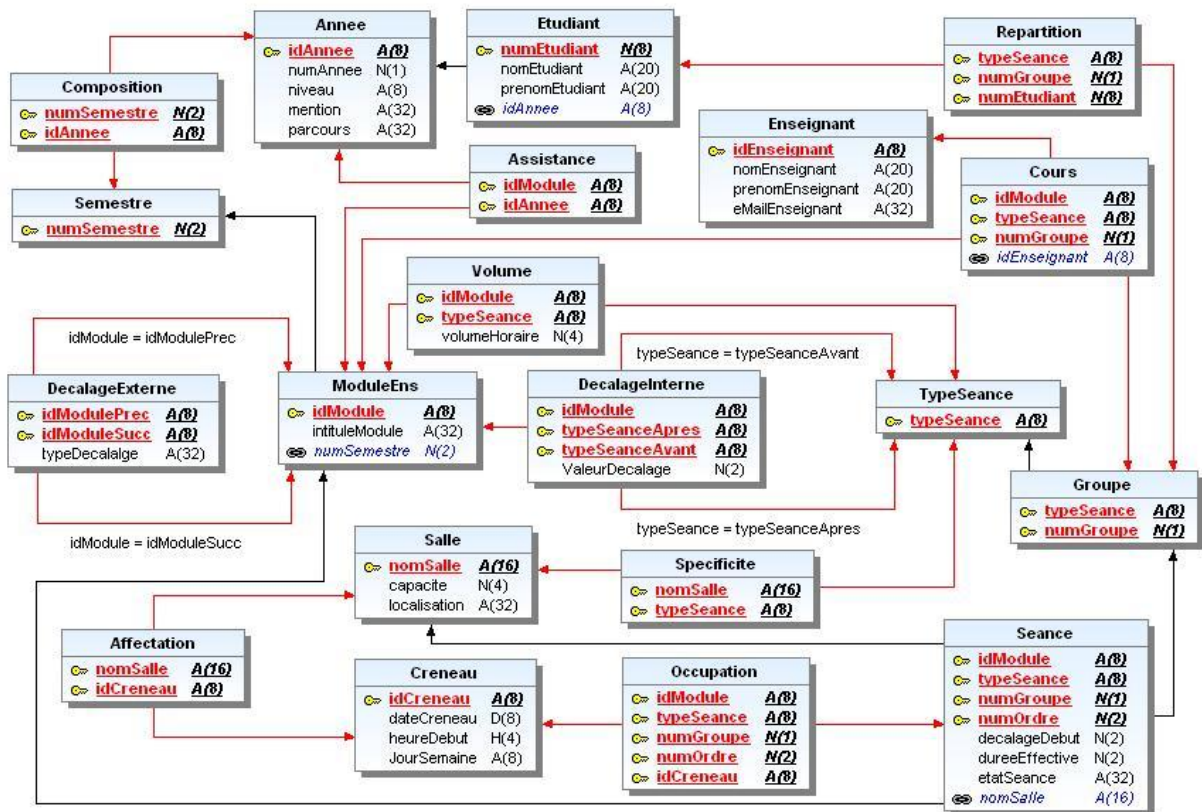 Annee
idAnnee A(8)
numAnnee N(1)
niveau A(8)
mention A(32)
parcours A(32)
Etudiant
numEtudiant N(8)
nomEtudiant A(20)
prenomEtudiant A(20)
idAnnee A(8)
Repartition
typeSeance A(8)
numGroupe N(1)
numEtudiant N(8)
Composition
numSemestre N(2)
idAnnee A(8)
Enseignant
idEnseignant A(8)
nomEnseignant A(20)
prenomEnseignant A(20)
eMailEnseignant A(32)
Assistance
idModule A(8)
idAnnee A(8)
Cours
idModule A(8)
typeSeance A(8)
numGroupe N(1)
idEnseignant A(8)
Semestre
numSemestre N(2)
Volume
idModule A(8)
typeSeance A(8)
volumeHoraire N(4)
idModule = idModulePrec
typeSeance = typeSeanceAvant
DecalageExterne
idModulePrec A(8)
idModuleSucc A(8)
typeDecalalge A(32)
ModuleEns
idModule A(8)
intituleModule A(32)
numSemestre N(2)
DecalageInterne
idModule A(8)
typeSeanceApres A(8)
typeSeanceAvant A(8)
ValeurDecalage N(2)
TypeSeance
typeSeance A(8)
Groupe
typeSeance A(8)
numGroupe N(1)
idModule = idModuleSucc
typeSeance = typeSeanceApres
Salle
nomSalle A(16)
capacite N(4)
localisation A(32)
Specificite
nomSalle A(16)
typeSeance A(8)
Affectation
nomSalle A(16)
idCreneau A(8)
Creneau
idCreneau A(8)
dateCreneau D(8)
heureDebut H(4)
JourSemaine A(8)
Occupation
idModule A(8)
typeSeance A(8)
numGroupe N(1)
numOrdre N(2)
idCreneau A(8)
Seance
idModule A(8)
typeSeance A(8)
numGroupe N(1)
numOrdre N(2)
decalageDebut N(2)
dureeEffective N(2)
etatSeance A(32)
nomSalle A(16)